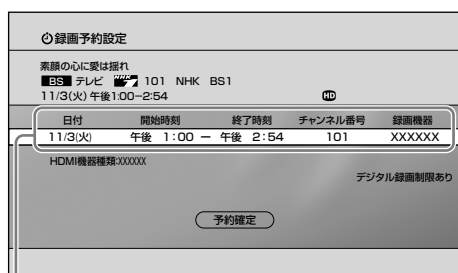 録画予約設定
素顔の心に愛は揺れ
BS テレビ 101 NHK BS1
11/3(火) 午後1:00−2:54 HD
日付 開始時刻 終了時刻 チャンネル番号 録画機器
11/3(火) 午後 1:00 − 午後 2:54 101 XXXXXX
HDMI機器種類:XXXXXX
デジタル録画制限あり
予約確定